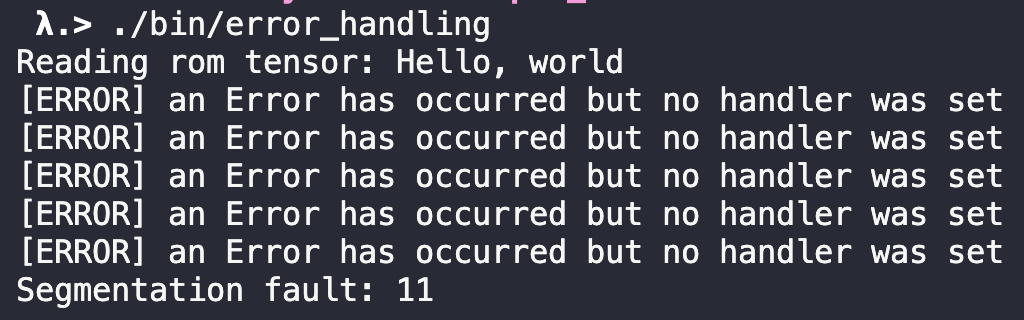 λ.> ./bin/error_handling
Reading rom tensor: Hello, world
[ERROR] an Error has occurred but no handler was set
[ERROR] an Error has occurred but no handler was set
[ERROR] an Error has occurred but no handler was set
[ERROR] an Error has occurred but no handler was set
[ERROR] an Error has occurred but no handler was set
Segmentation fault: 11